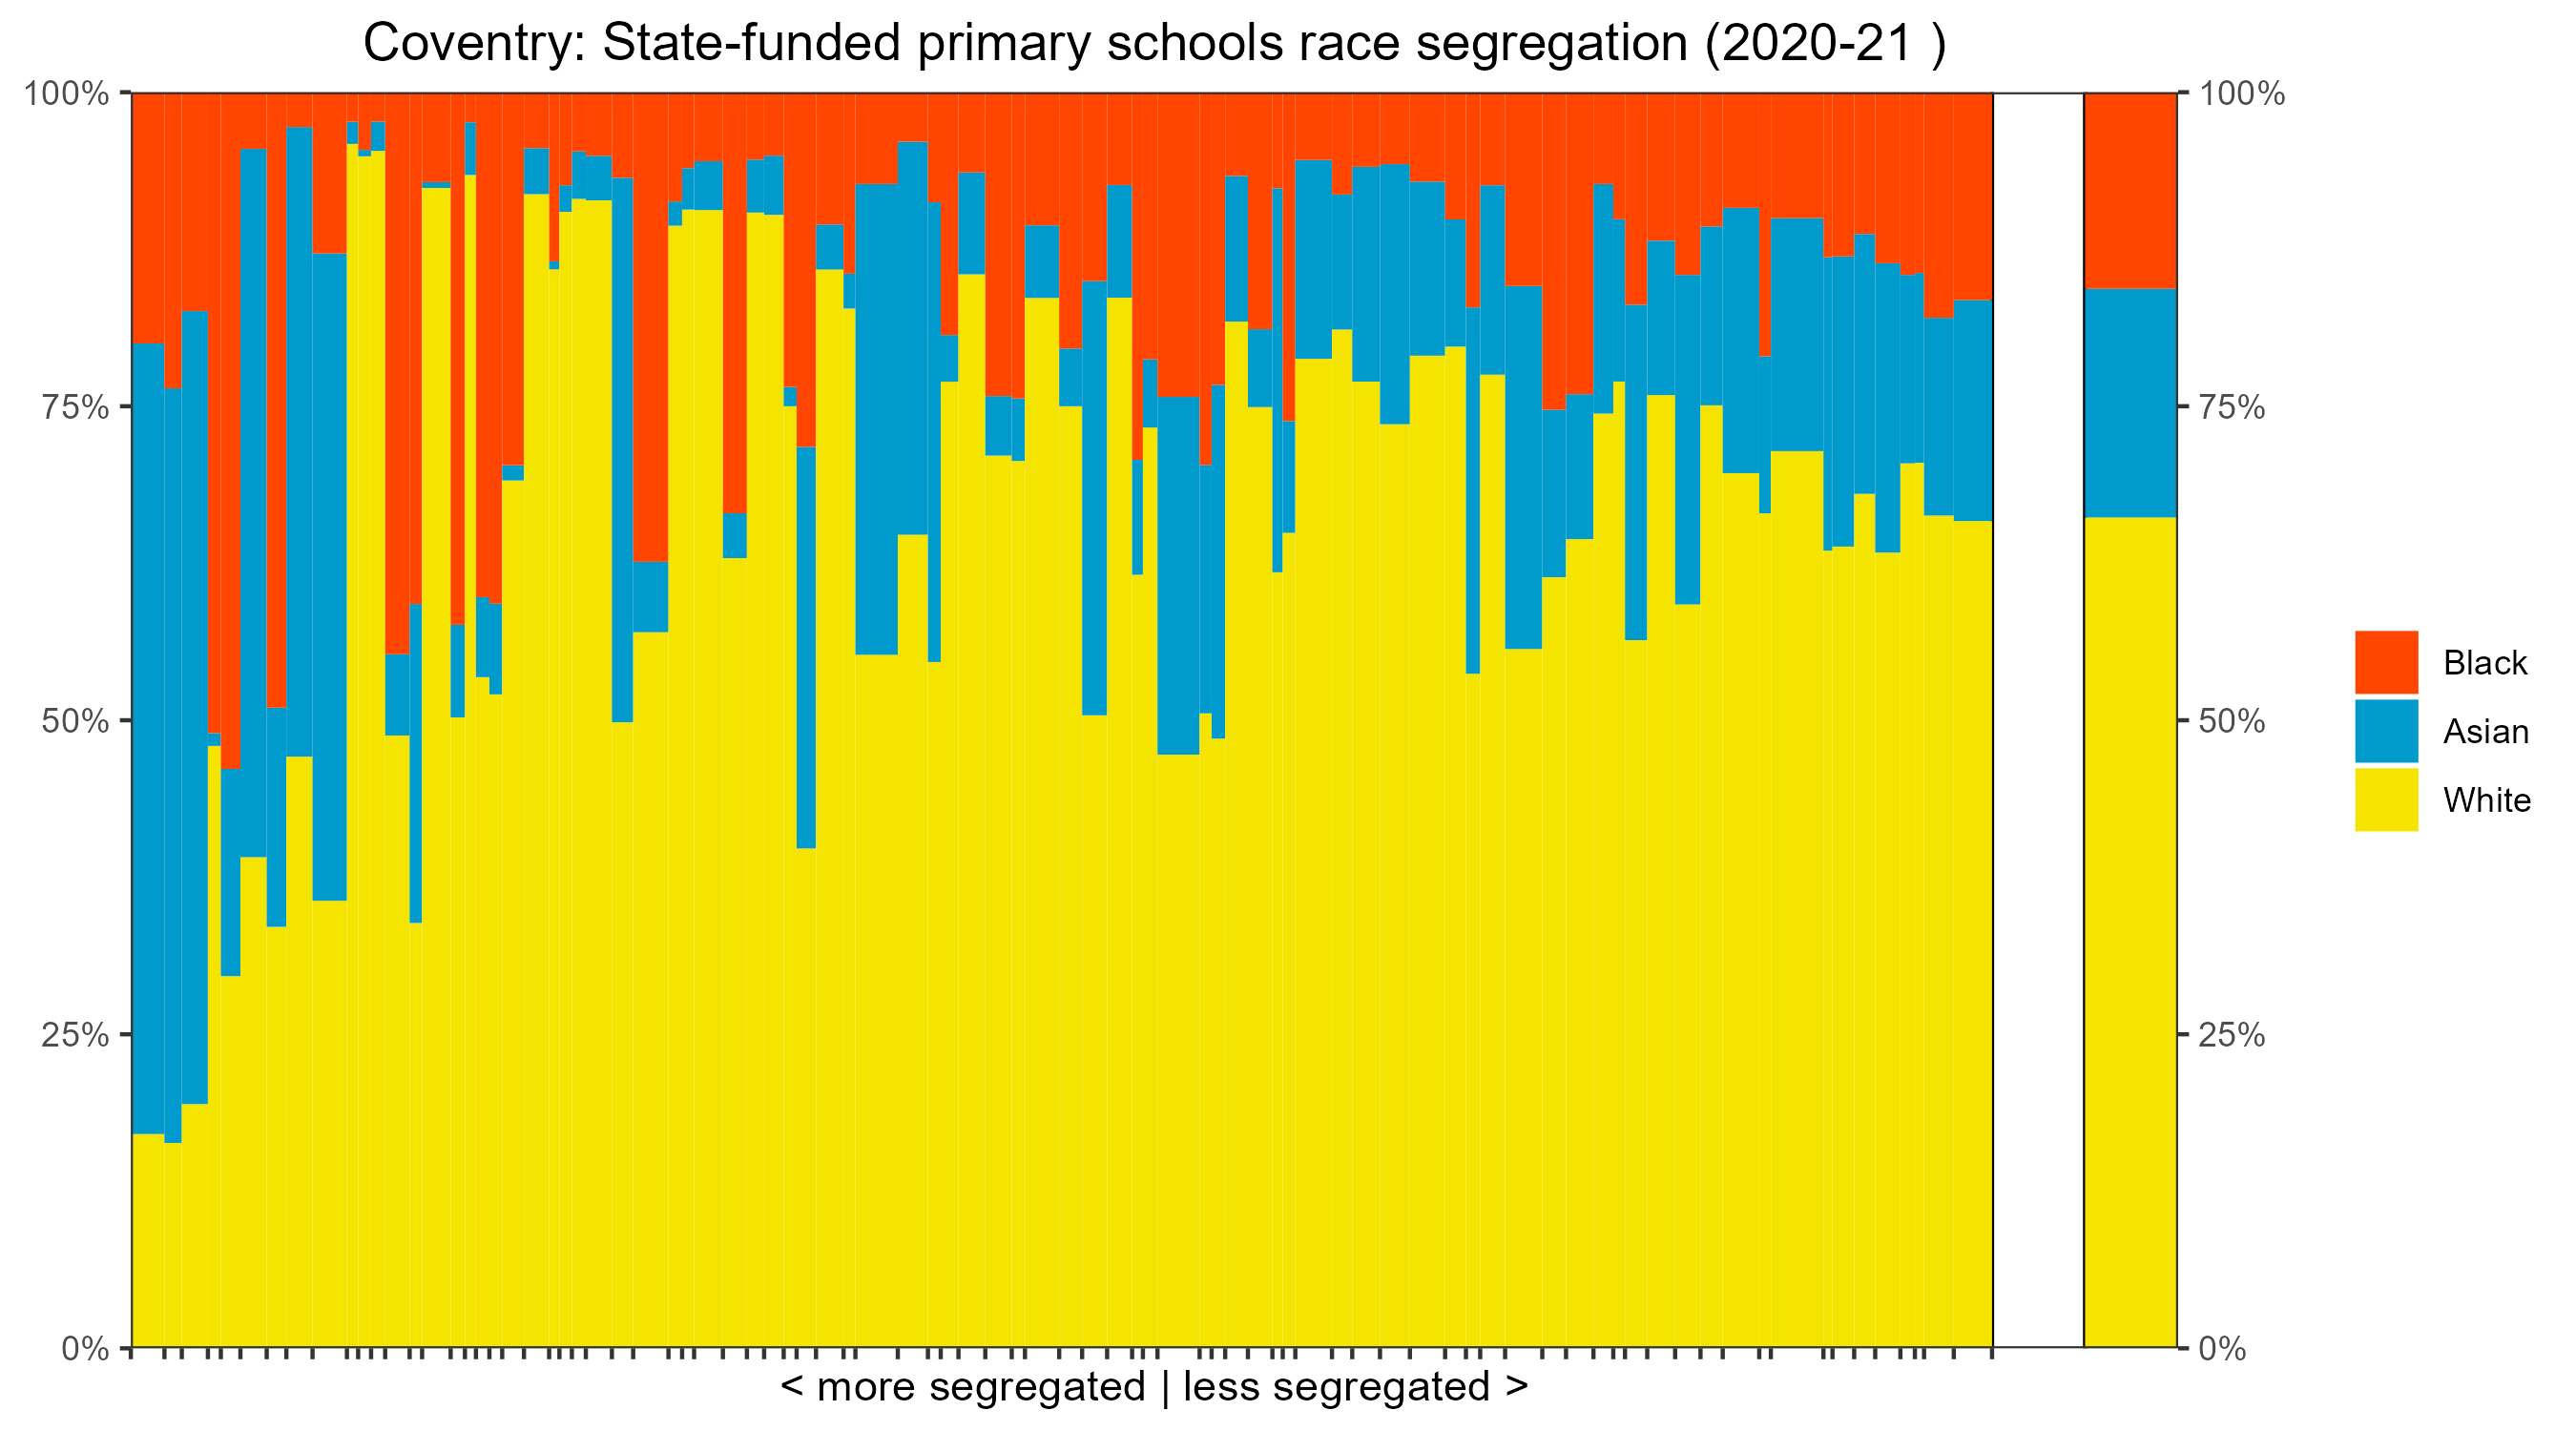 Coventry: State-funded primary schools race segregation (2020-21 )
100%
75%
50%
25%
0%
100%
75%
50%
25%
0%
Black
Asian
White
< more segregated | less segregated >